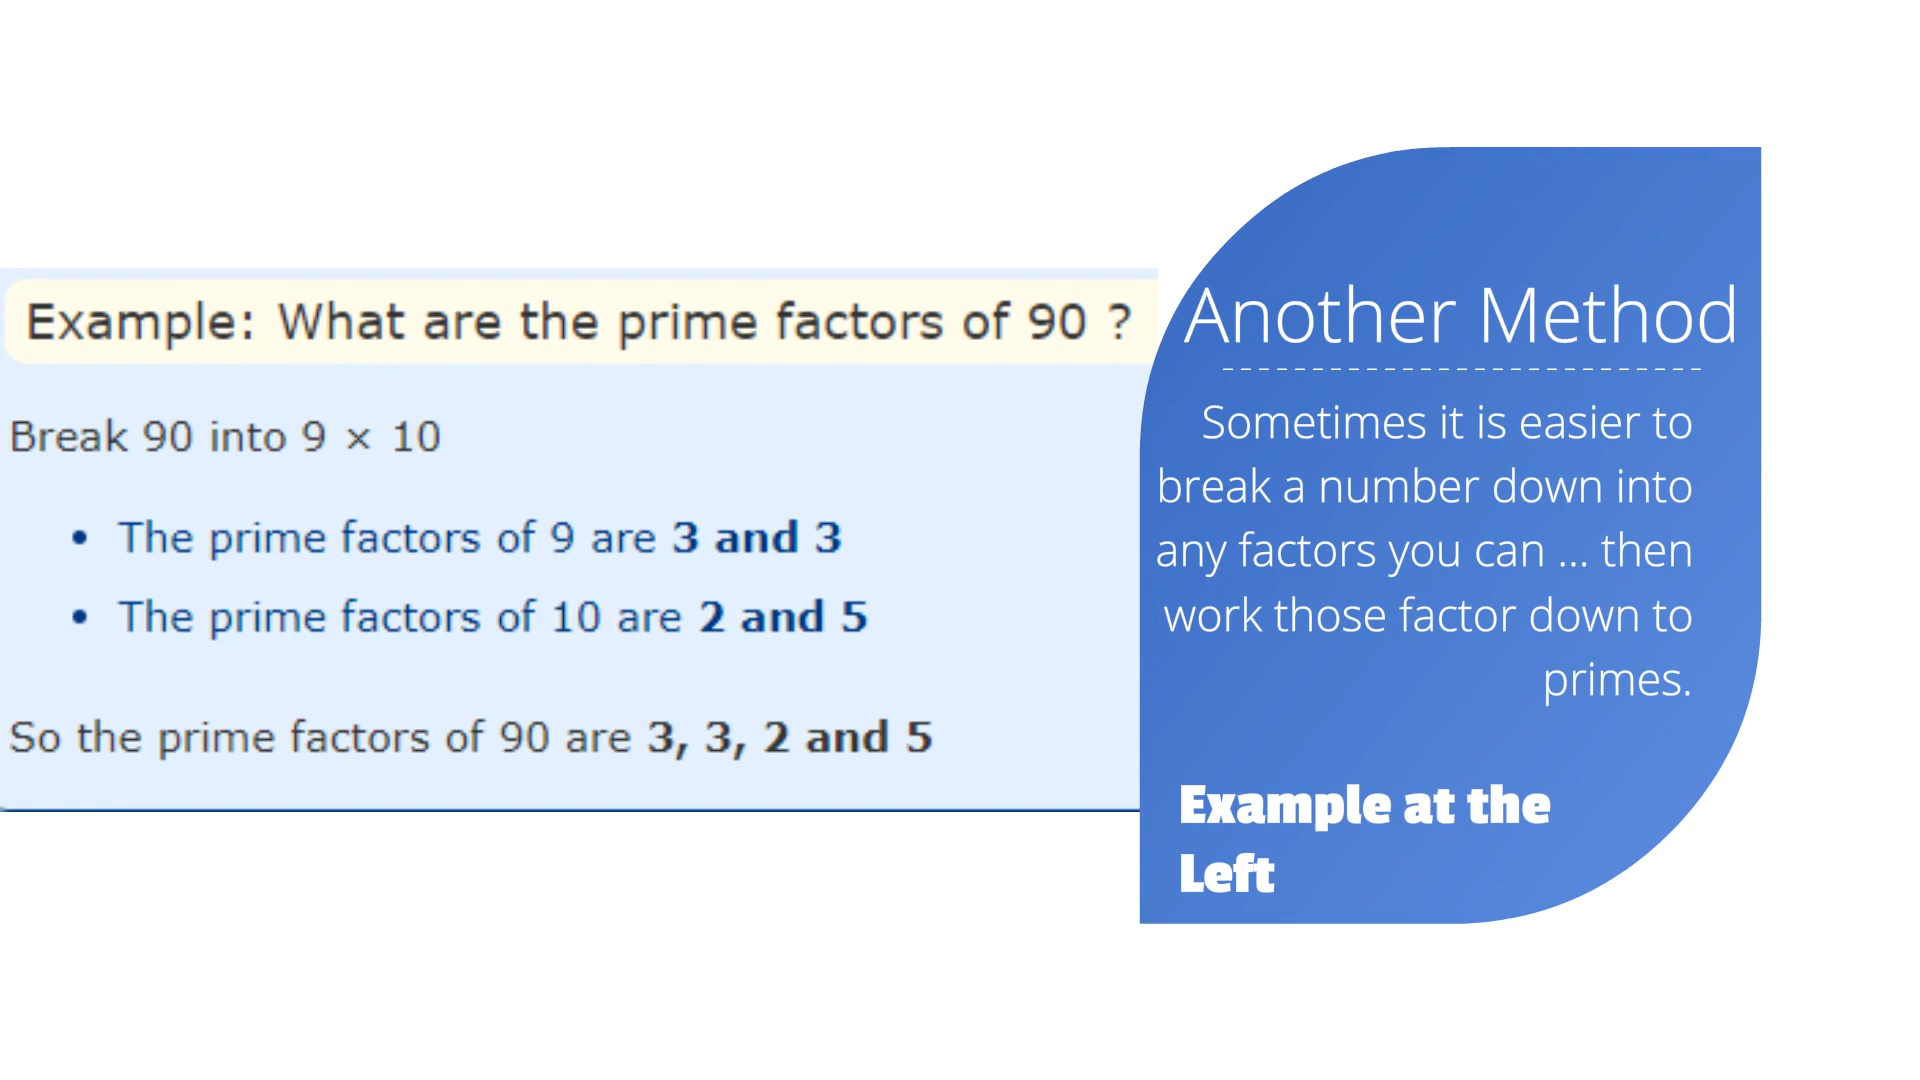 Example: What are the prime factors of 90 ?
Break 90 into 9 × 10
• The prime factors of 9 are 3 and 3
• The prime factors of 10 are 2 and 5
So the prime factors of 90 are 3, 3, 2 and 5
Another Method
Sometimes it is easier to
break a number down into
any factors you can ... then
work those factor down to
primes.
Example at the
Left